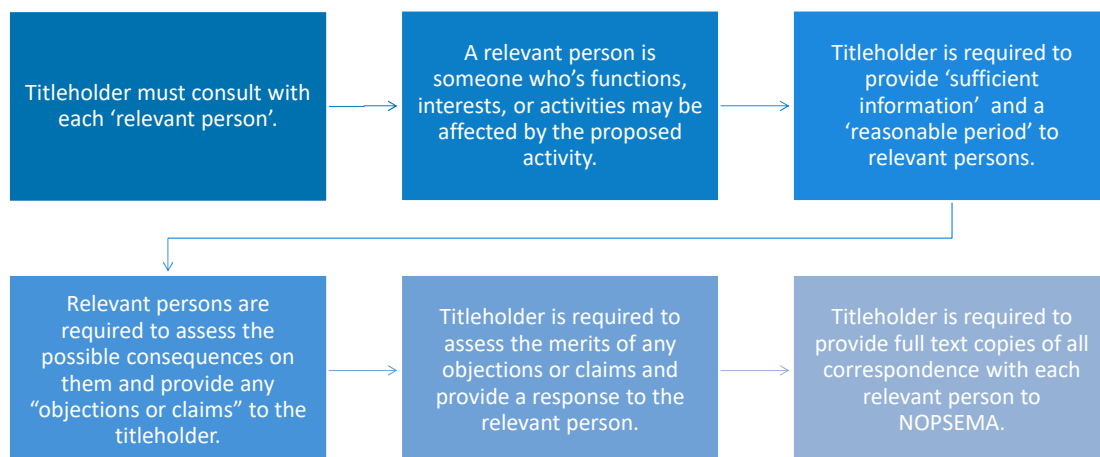 Titleholder must consult with
each ‘relevant person’.
A relevant person is
someone who’s functions,
interests, or activities may be
affected by the proposed
activity.
Titleholder is required to
provide ‘sufficient
information’ and a
‘reasonable period’ to
relevant persons.
Relevant persons are
required to assess the
possible consequences on
them and provide any
“objections or claims” to the
titleholder.
Titleholder is required to
assess the merits of any
objections or claims and
provide a response to the
relevant person.
Titleholder is required to
provide full text copies of all
correspondence with each
relevant person to
NOPSEMA.